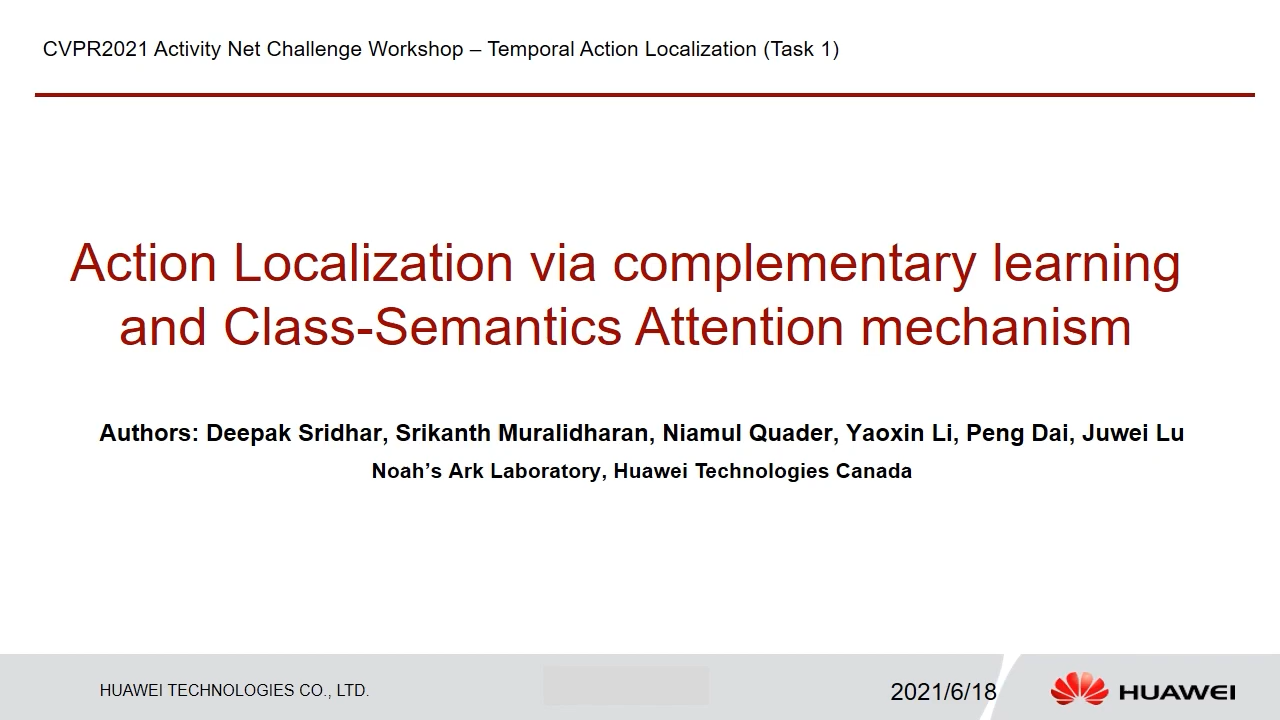 CVPR2021 Activity Net Challenge Workshop – Temporal Action Localization (Task 1)
Action Localization via complementary learning
and Class-Semantics Attention mechanism
Authors: Deepak Sridhar, Srikanth Muralidharan, Niamul Quader, Yaoxin Li, Peng Dai, Juwei Lu
Noah’s Ark Laboratory, Huawei Technologies Canada
HUAWEI TECHNOLOGIES CO., LTD.
2021/6/18
HUAWEI